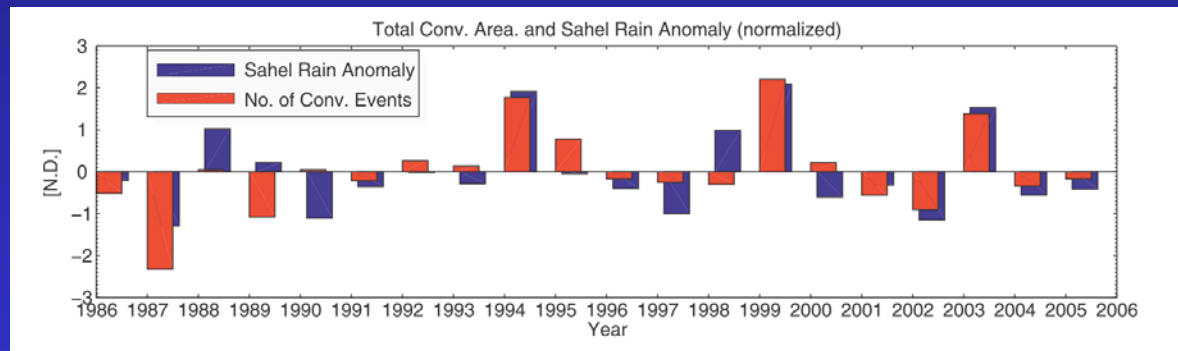 Total Conv. Area. and Sahel Rain Anomaly (normalized)
3
2
1
0
−1
−2
−3
[N.D.]
Sahel Rain Anomaly
No. of Conv. Events
1986 1987 1988 1989 1990 1991 1992 1993 1994 1995 1996 1997 1998 1999 2000 2001 2002 2003 2004 2005 2006
Year